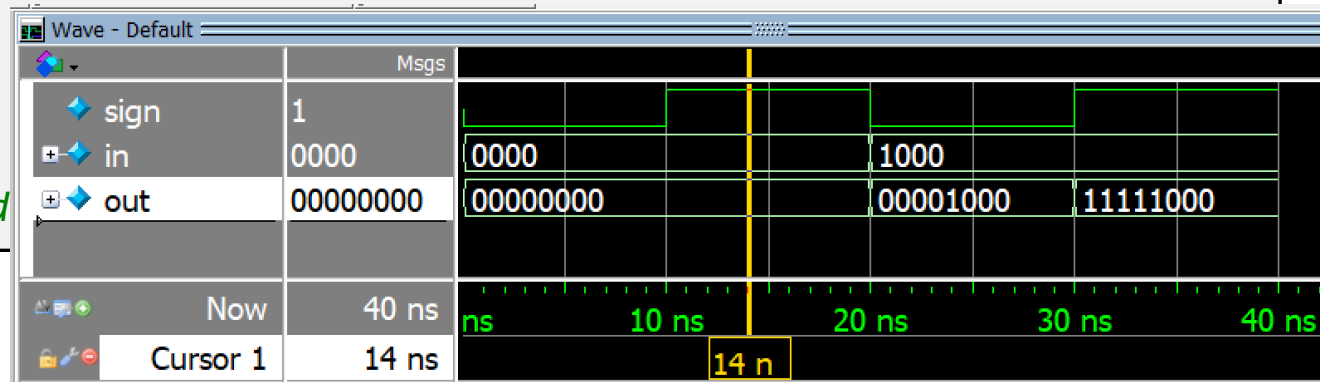 Wave - Default
Msgs
sign 1
in 0000 0000 1000
d
out 00000000 00000000 00001000 11111000
Now 40 ns ns 10 ns 20 ns 30 ns 40 ns
Cursor 1 14 ns 14 n